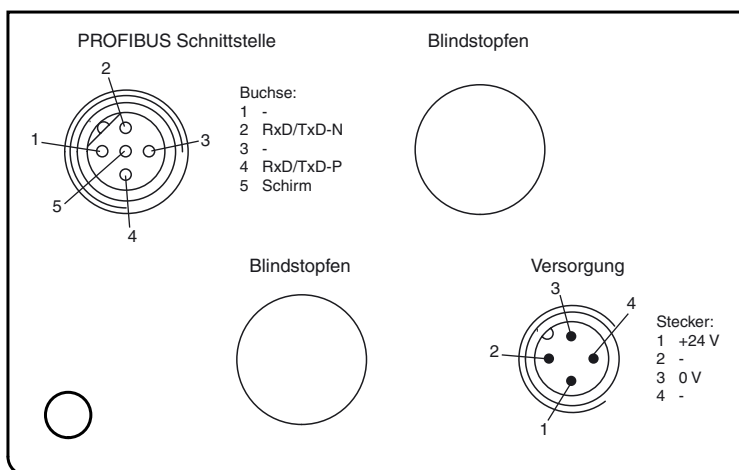 PROFIBUS Schnittstelle
2
1
3
5
4
Buchse:
1 -
2 RxD/TxD-N
3 -
4 RxD/TxD-P
5 Schirm
Blindstopfen
Blindstopfen
Versorgung
3
4
2
1
Stecker:
1 +24 V
2 -
3 0 V
4 -